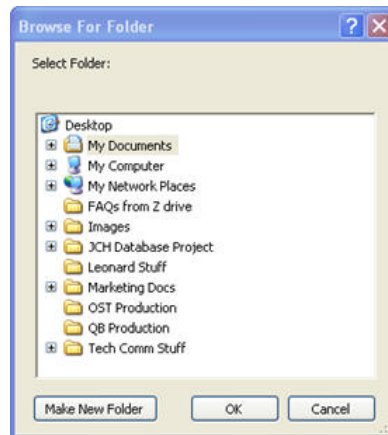 Browse For Folder
Select Folder:
Desktop
My Documents
My Computer
My Network Places
FAQs from Z drive
Images
JCH Database Project
Leonard Stuff
Marketing Docs
OST Production
QB Production
Tech Comm Stuff
Make New Folder OK Cancel